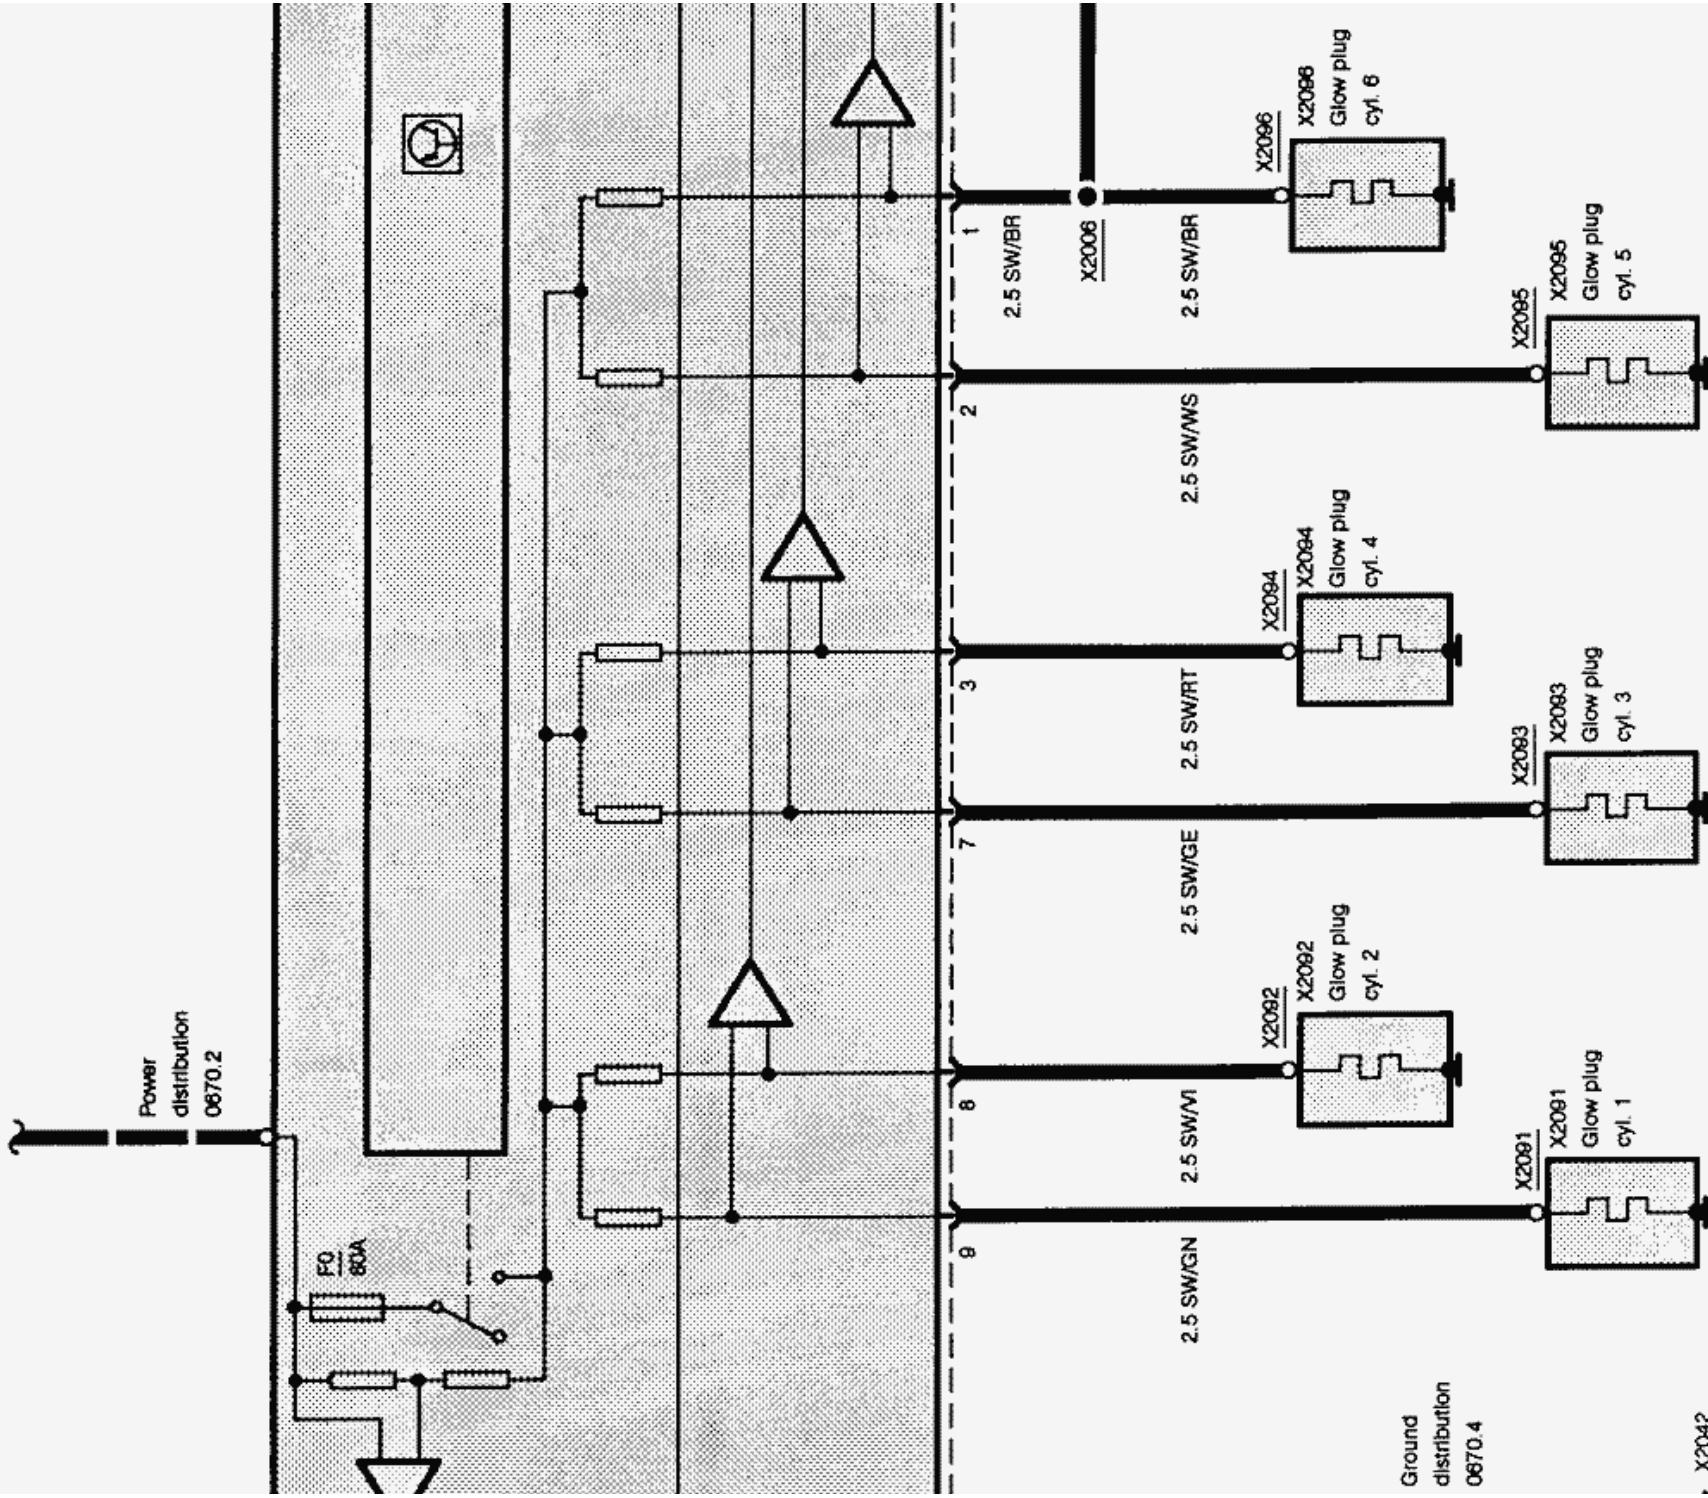 Power
distribution
0670.2
F0
80A
1
2.5 SW/BR
X2006
2.5 SW/BR
X2096
X2096
Glow plug
cyl. 6
2
2.5 SW/WS
X2095
X2095
Glow plug
cyl. 5
3
2.5 SW/RT
X2094
X2094
Glow plug
cyl. 4
7
2.5 SW/GE
X2093
X2093
Glow plug
cyl. 3
8
2.5 SW/VI
X2092
X2092
Glow plug
cyl. 2
9
2.5 SW/GN
X2091
X2091
Glow plug
cyl. 1
Ground
distribution
0670.4
X2042